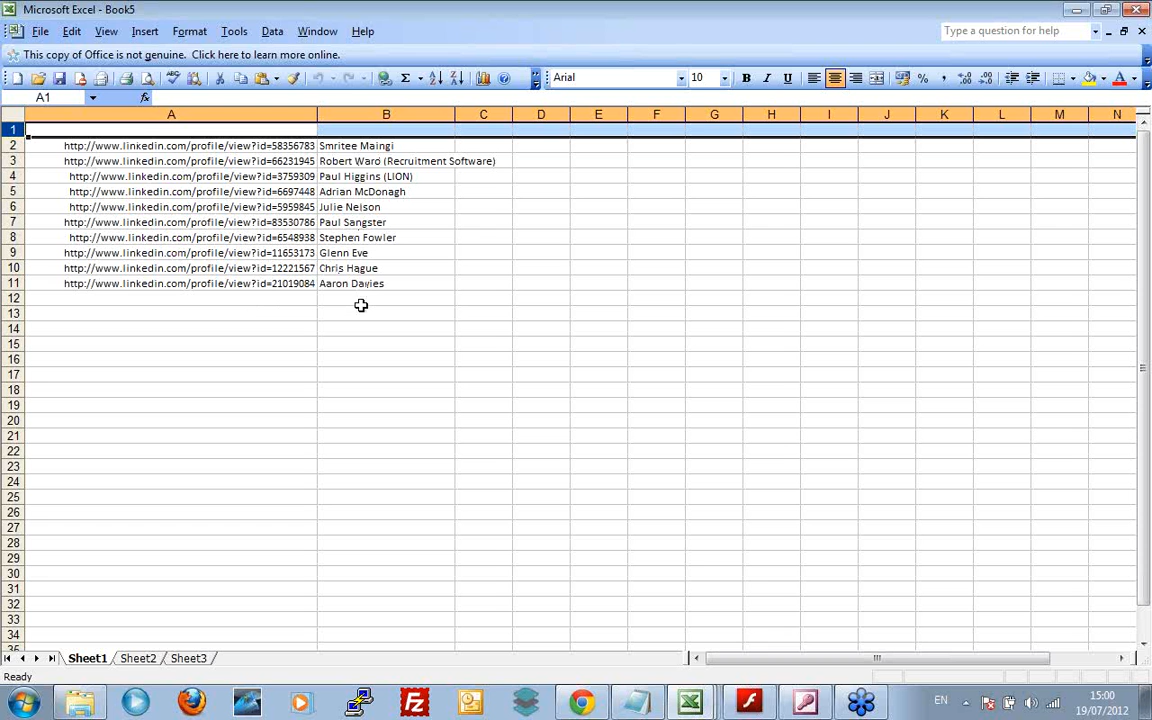 Microsoft Excel - Book5
File Edit View Insert Format Tools Data Window Help
Type a question for help
This copy of Office is not genuine. Click here to learn more online.
Arial 10 B I U
A1 fx
A B C D E F G H I J K L M N
1
2 http://www.linkedin.com/profile/view?id=58356783 Smritee Maingi
3 http://www.linkedin.com/profile/view?id=66231945 Robert Ward (Recruitment Software)
4 http://www.linkedin.com/profile/view?id=3759309 Paul Higgins (LION)
5 http://www.linkedin.com/profile/view?id=6697448 Adrian McDonagh
6 http://www.linkedin.com/profile/view?id=5959845 Julie Nelson
7 http://www.linkedin.com/profile/view?id=83530786 Paul Sangster
8 http://www.linkedin.com/profile/view?id=6548938 Stephen Fowler
9 http://www.linkedin.com/profile/view?id=11653173 Glenn Eve
10 http://www.linkedin.com/profile/view?id=12221567 Chris Hague
11 http://www.linkedin.com/profile/view?id=21019084 Aaron Davies
12
13
14
15
16
17
18
19
20
21
22
23
24
25
26
27
28
29
30
31
32
33
34
35
Sheet1 Sheet2 Sheet3
Ready
EN 15:00
19/07/2012